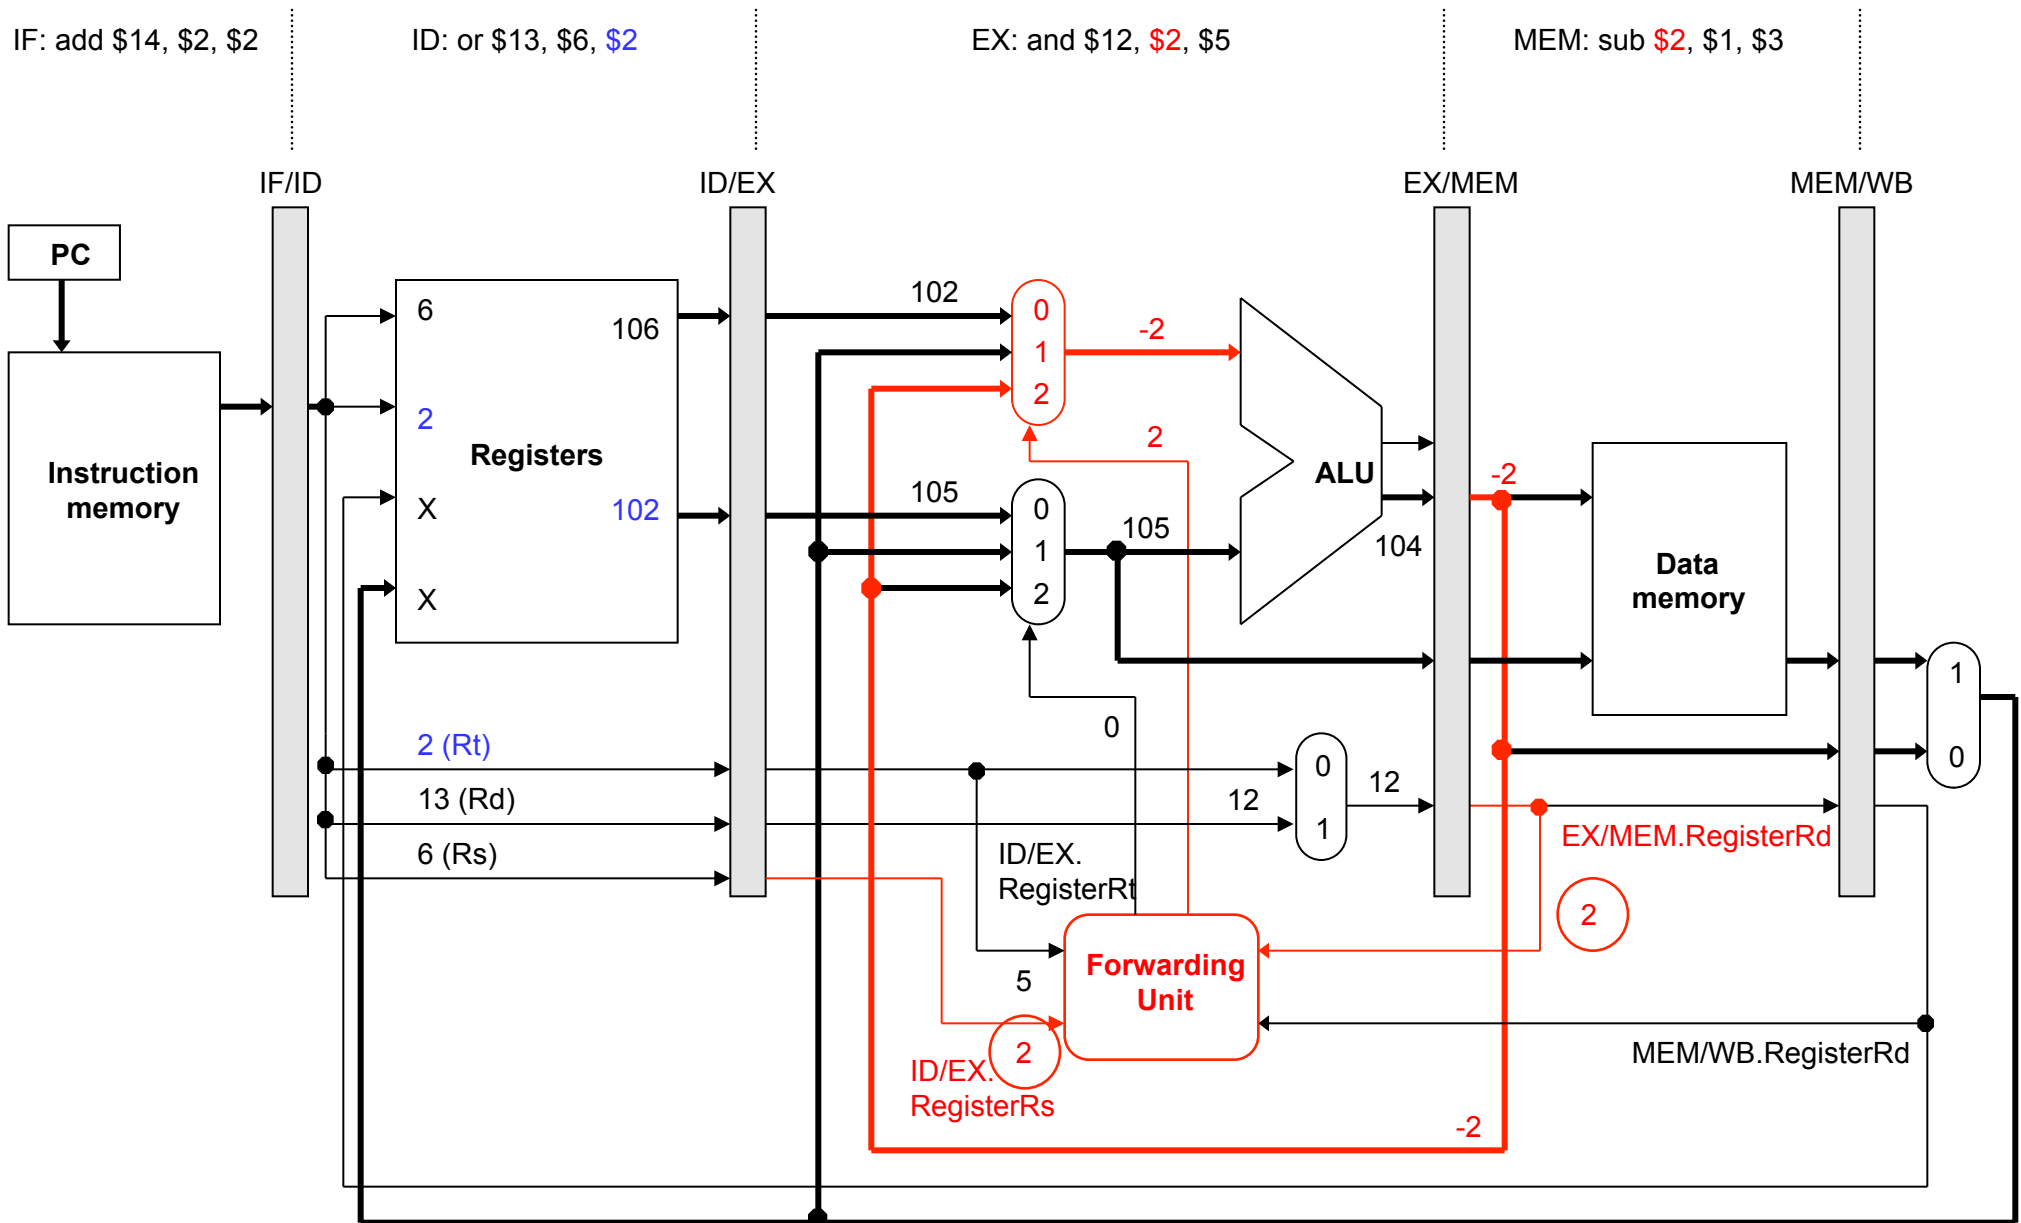 IF: add $14, $2, $2
ID: or $13, $6, $2
EX: and $12, $2, $5
MEM: sub $2, $1, $3
IF/ID
ID/EX
EX/MEM
MEM/WB
PC
Instruction
memory
6
2
X
X
Registers
106
102
2 (Rt)
13 (Rd)
6 (Rs)
102
105
0
1
2
0
1
2
-2
2
105
0
ALU
104
-2
Data
memory
1
0
12
0
1
12
EX/MEM.RegisterRd
2
ID/EX.
RegisterRt
5
2
ID/EX.
RegisterRs
Forwarding
Unit
MEM/WB.RegisterRd
-2